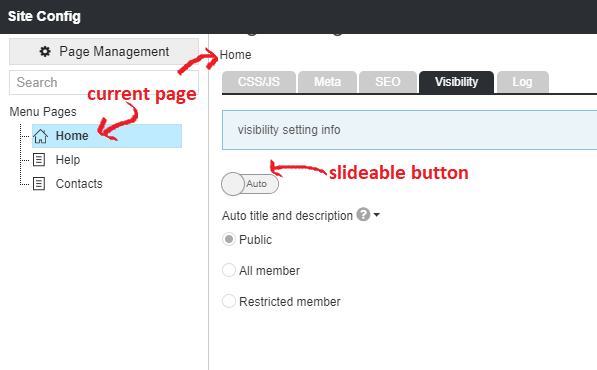 Site Config
Page Management
Search
current page
Menu Pages
Home
Help
Contacts
Home
CSS/JS Meta SEO Visibility Log
visibility setting info
slideable button
Auto
Auto title and description ?
Public
All member
Restricted member